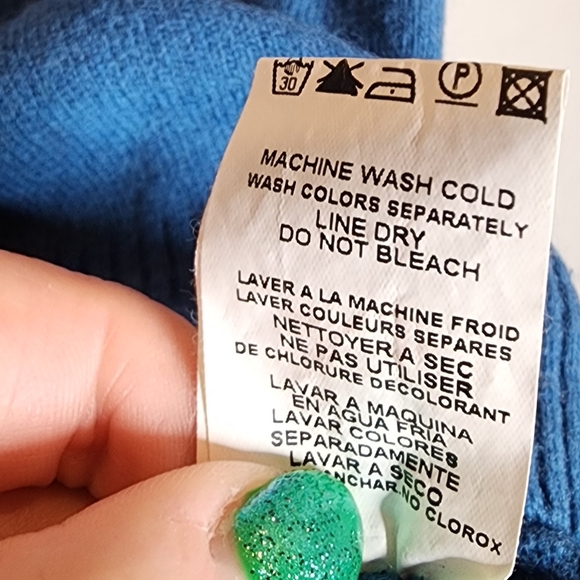 30 P
MACHINE WASH COLD
WASH COLORS SEPARATELY
LINE DRY
DO NOT BLEACH
LAVER A LA MACHINE FROID
LAVER COULEURS SEPARES
NETTOYER A SEC
NE PAS UTILISER
DE CHLORURE DECOLORANT
LAVAR A MAQUINA
EN AGUA FRIA
LAVAR COLORES
SEPARADAMENTE
LAVAR A SECO
NO CLOROX